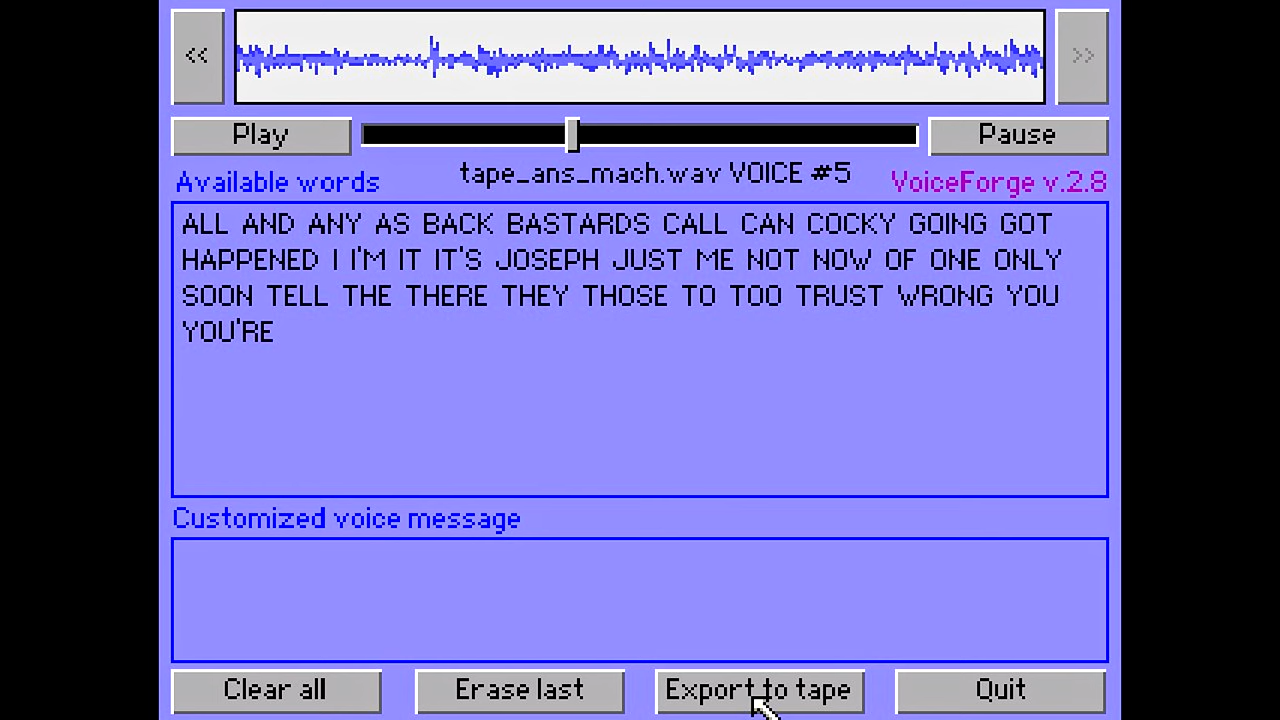 << >>
Play Pause
tape_ans_mach.wav VOICE #5
Available words VoiceForge v.2.8
ALL AND ANY AS BACK BASTARDS CALL CAN COCKY GOING GOT
HAPPENED I I'M IT IT'S JOSEPH JUST ME NOT NOW OF ONE ONLY
SOON TELL THE THERE THEY THOSE TO TOO TRUST WRONG YOU
YOU'RE
Customized voice message
Clear all Erase last Export to tape Quit